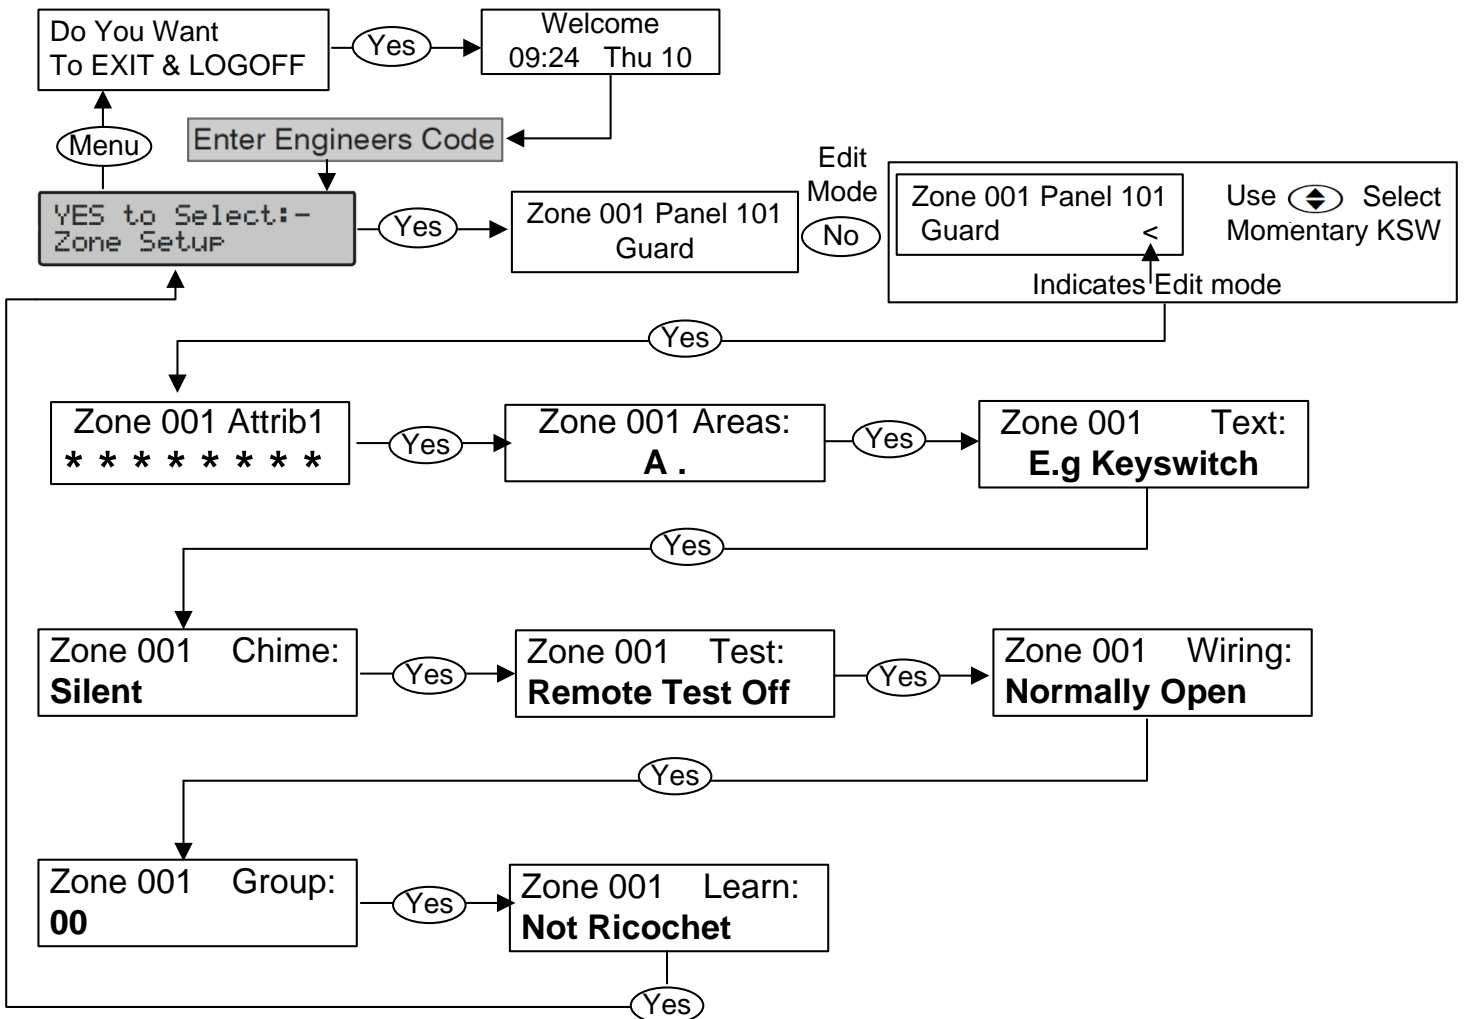 Do You Want
To EXIT & LOGOFF
Yes
Welcome
09:24 Thu 10
Menu
Enter Engineers Code
YES to Select:-
Zone Setup
Yes
Zone 001 Panel 101
Guard
Edit
Mode
No
Zone 001 Panel 101
Guard <
Use Select
Momentary KSW
Indicates Edit mode
Yes
Zone 001 Attrib1
* * * * * * * *
Yes
Zone 001 Areas:
A .
Yes
Zone 001 Text:
E.g Keyswitch
Yes
Zone 001 Chime:
Silent
Yes
Zone 001 Test:
Remote Test Off
Yes
Zone 001 Wiring:
Normally Open
Yes
Zone 001 Group:
00
Yes
Zone 001 Learn:
Not Ricochet
Yes